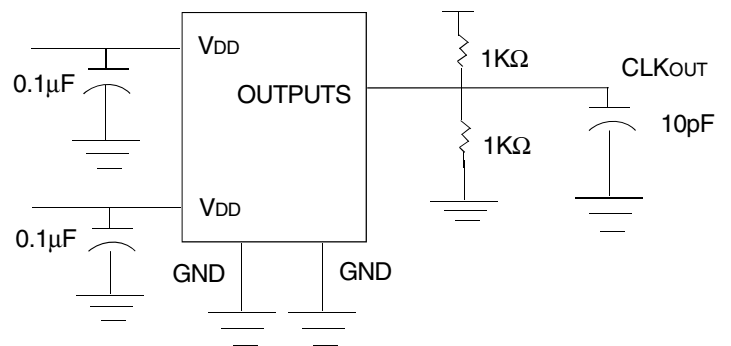 VDD
0.1µF
OUTPUTS
1KΩ
CLKOUT
10pF
1KΩ
VDD
0.1µF
GND
GND